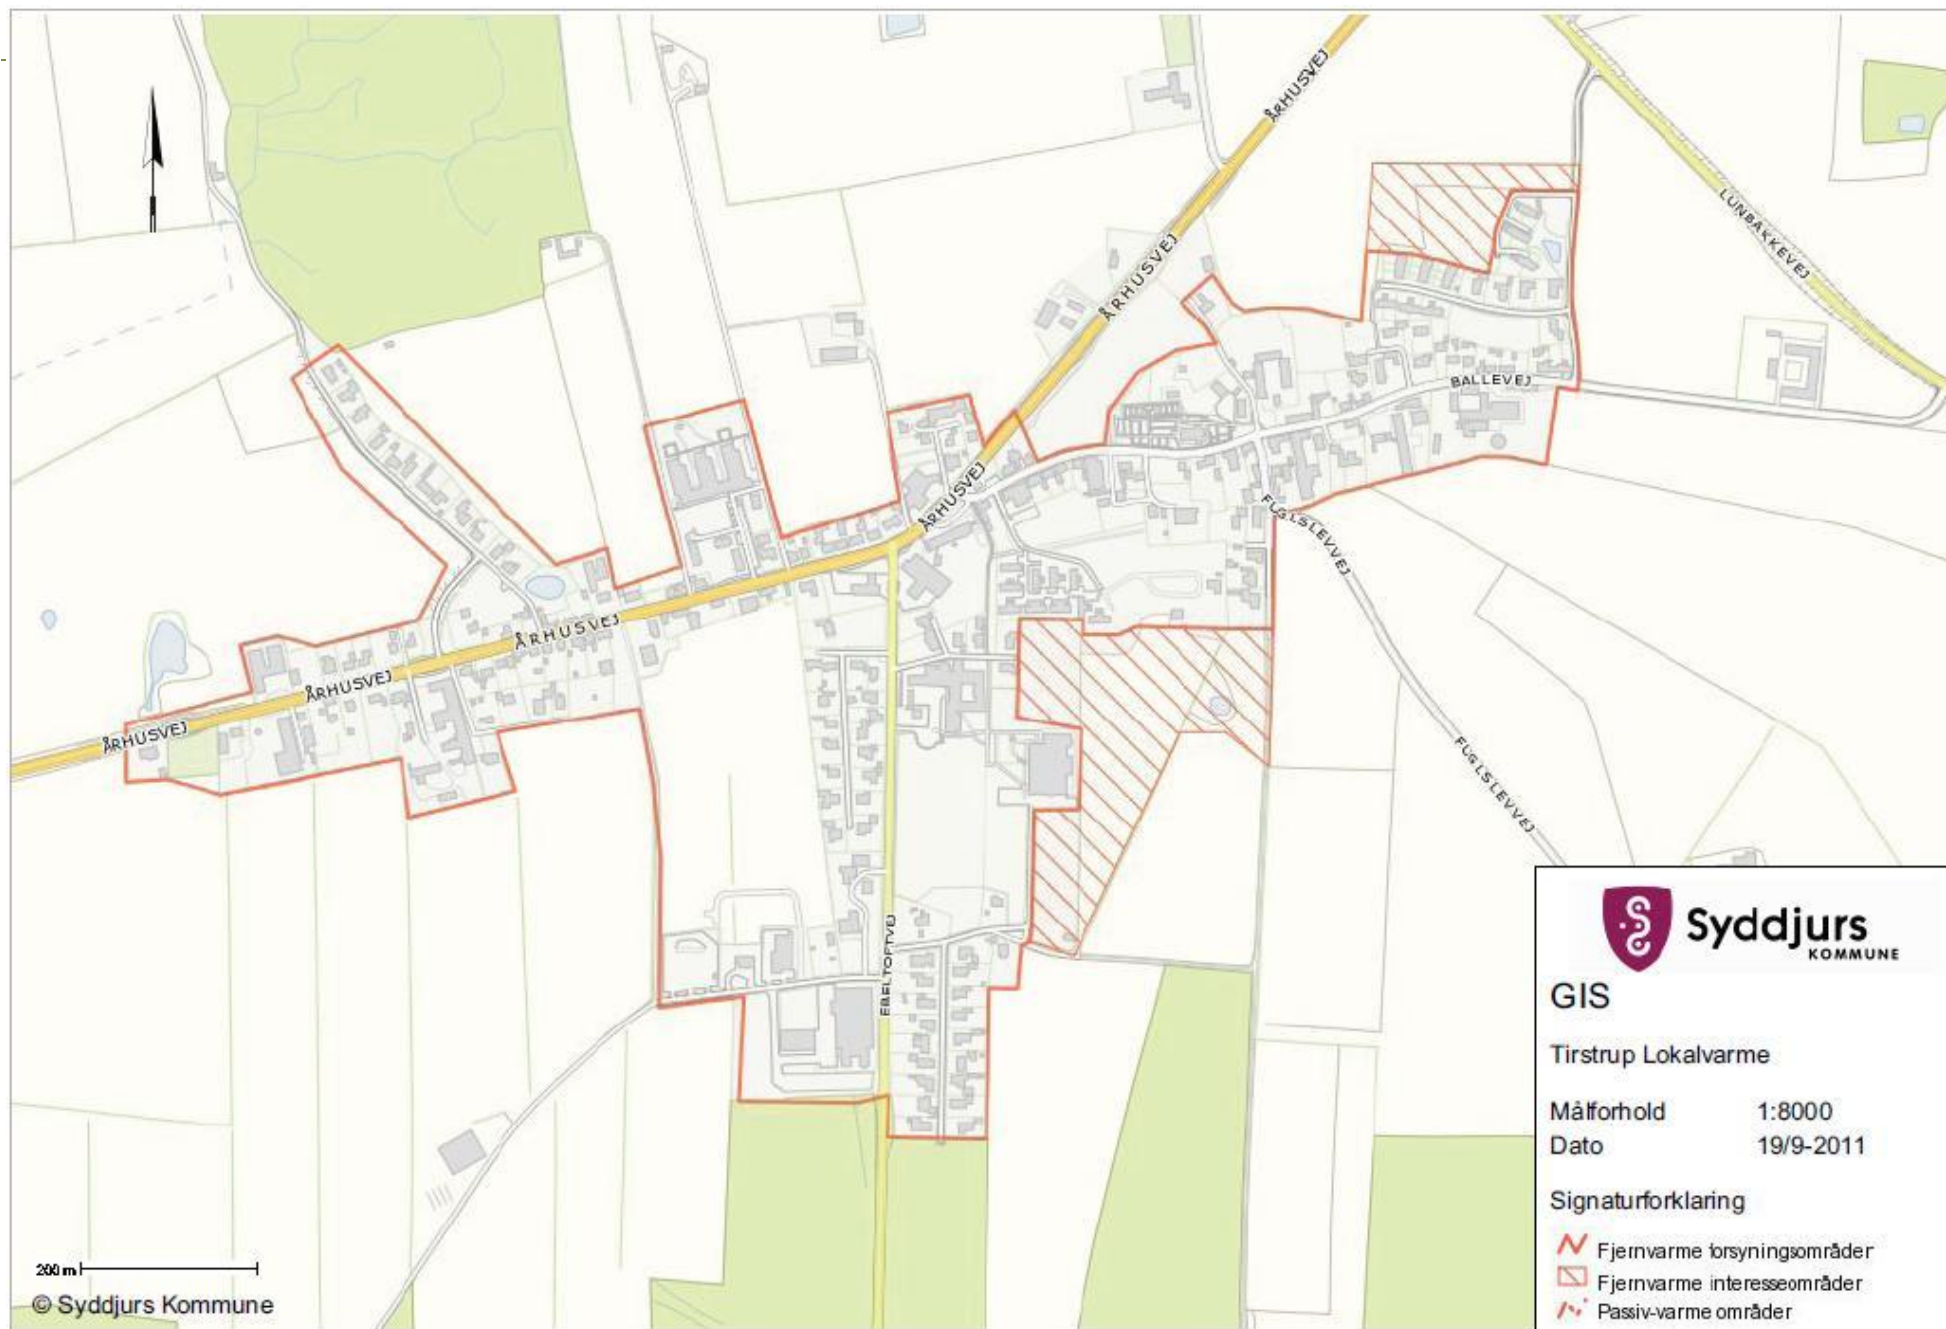 ÅRHUSVEJ
LUNBAKKEVEJ
ÅRHUSVEJ
BALLEVEJ
ÅRHUSVEJ
FUGLSLEVVEJ
ÅRHUSVEJ
ÅRHUSVEJ
ÅRHUSVEJ
FUGLSLEVVEJ
EBELTOFTVEJ
Syddjurs
KOMMUNE
GIS
Tirstrup Lokalvarme
Målforhold 1:8000
Dato 19/9-2011
Signaturforklaring
Fjernvarme forsyningsområder
Fjernvarme interesseområder
Passiv-varme områder
200 m
© Syddjurs Kommune